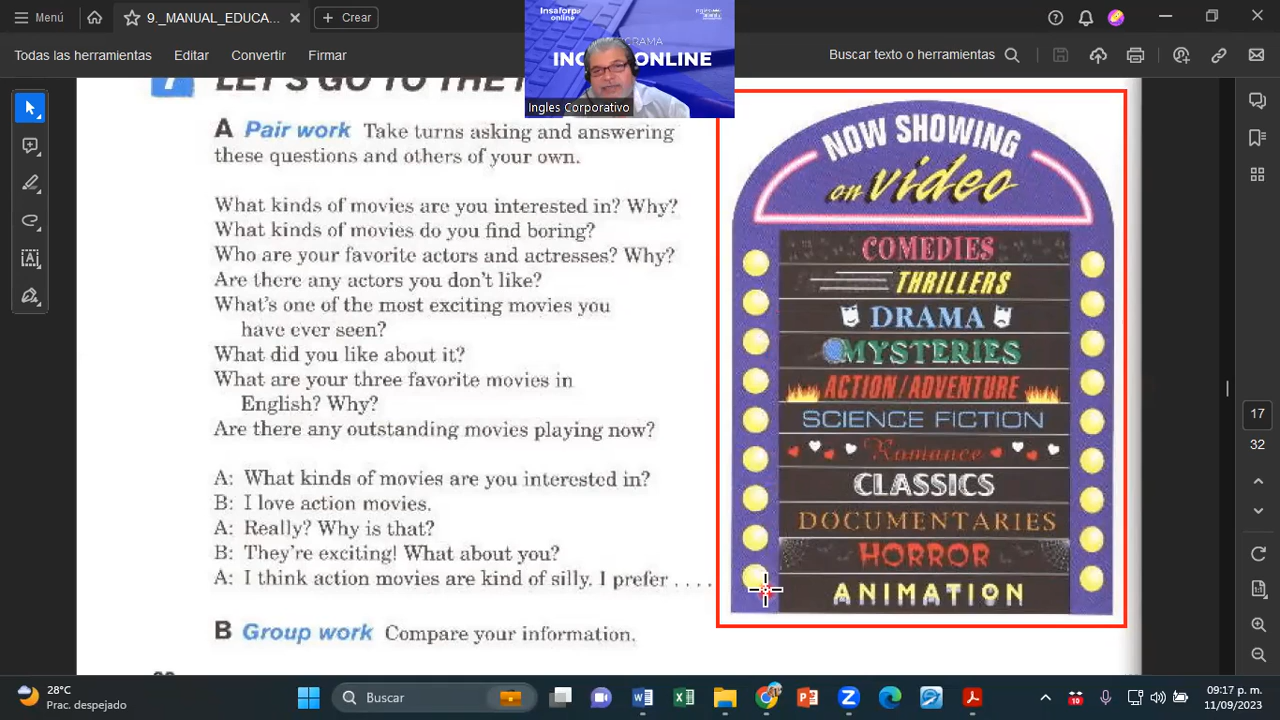 Menú
9._MANUAL_EDUCA...
Crear
Todas las herramientas
Editar
Convertir
Firmar
Buscar texto o herramientas
Insaforp
online
ONLINE
Ingles Corporativo
7 LET'S GO TO THE
A Pair work Take turns asking and answering
these questions and others of your own.
What kinds of movies are you interested in? Why?
What kinds of movies do you find boring?
Who are your favorite actors and actresses? Why?
Are there any actors you don't like?
What's one of the most exciting movies you
have ever seen?
What did you like about it?
What are your three favorite movies in
English? Why?
Are there any outstanding movies playing now?
A: What kinds of movies are you interested in?
B: I love action movies.
A: Really? Why is that?
B: They're exciting! What about you?
A: I think action movies are kind of silly. I prefer . . . .
B Group work Compare your information.
NOW SHOWING
on video
COMEDIES
THRILLERS
DRAMA
MYSTERIES
ACTION/ADVENTURE
SCIENCE FICTION
Romance
CLASSICS
DOCUMENTARIES
HORROR
ANIMATION
17
32
28°C
Prc. despejado
Buscar
10
09:17 p. m.
11/09/2023